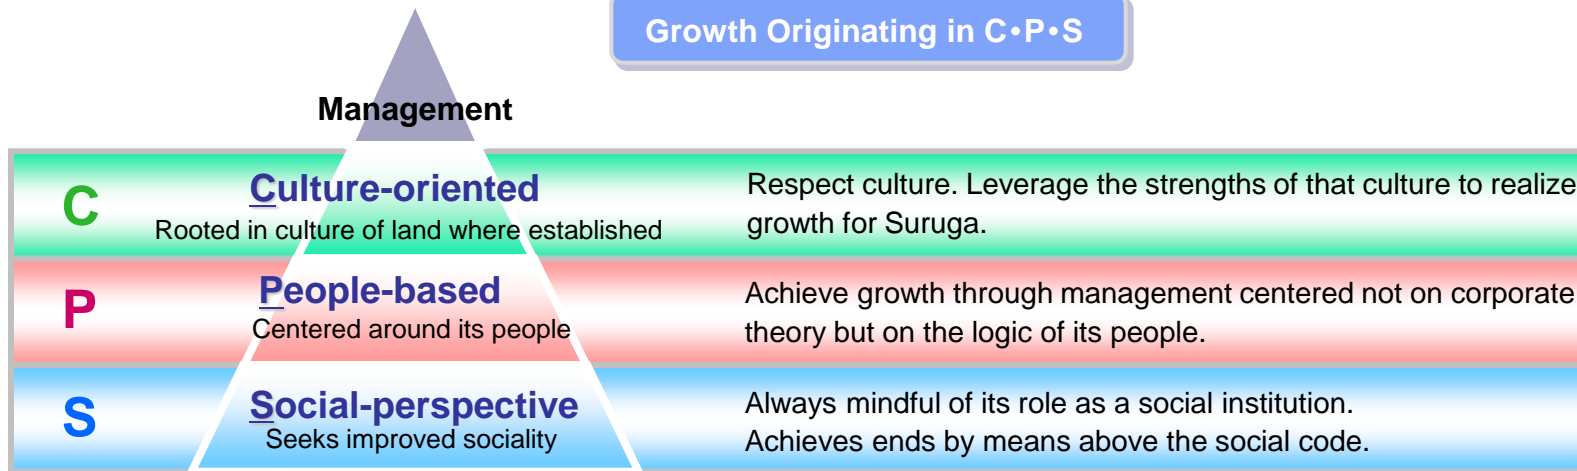 Growth Originating in C•P•S
Management
C
Culture-oriented
Rooted in culture of land where established
Respect culture. Leverage the strengths of that culture to realize
growth for Suruga.
P
People-based
Centered around its people
Achieve growth through management centered not on corporate
theory but on the logic of its people.
S
Social-perspective
Seeks improved sociality
Always mindful of its role as a social institution.
Achieves ends by means above the social code.